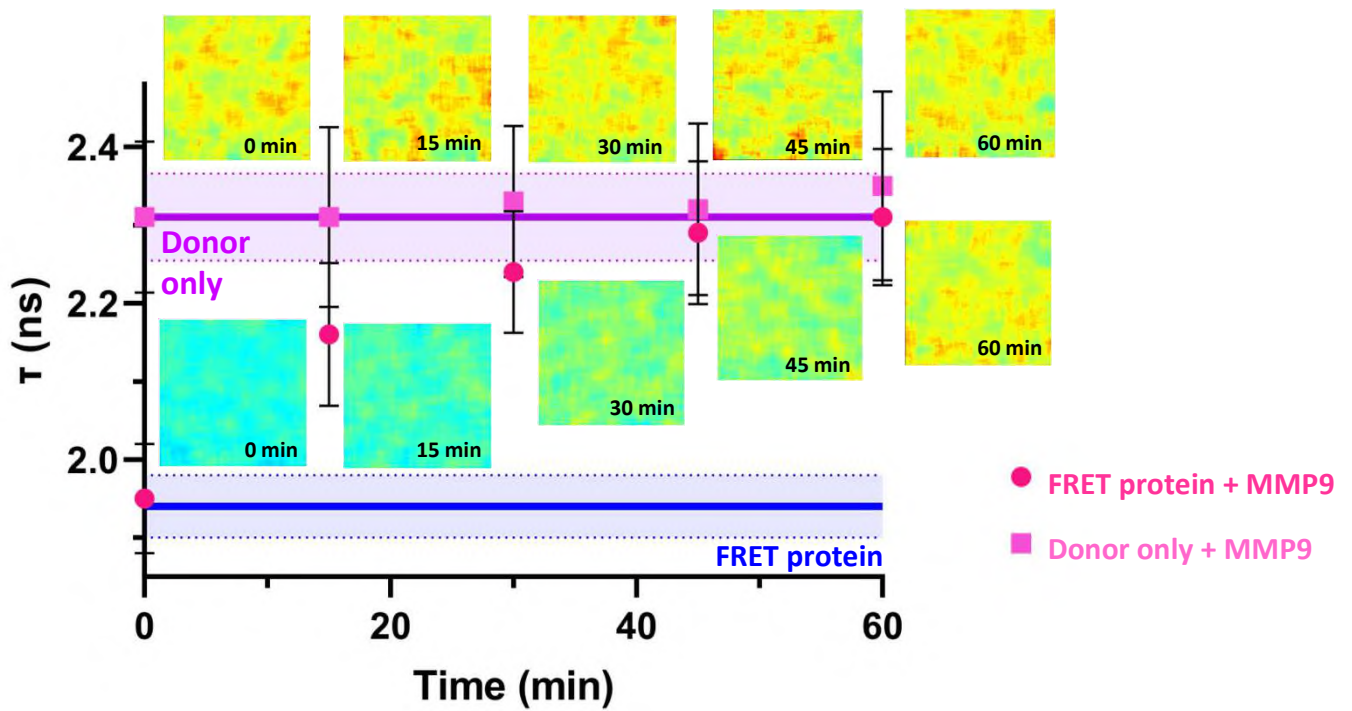 0 min
15 min
30 min
45 min
60 min
2.4
2.2
2.0
τ (ns)
Donor
only
0 min
15 min
30 min
45 min
60 min
FRET protein
FRET protein + MMP9
Donor only + MMP9
0
20
40
60
Time (min)